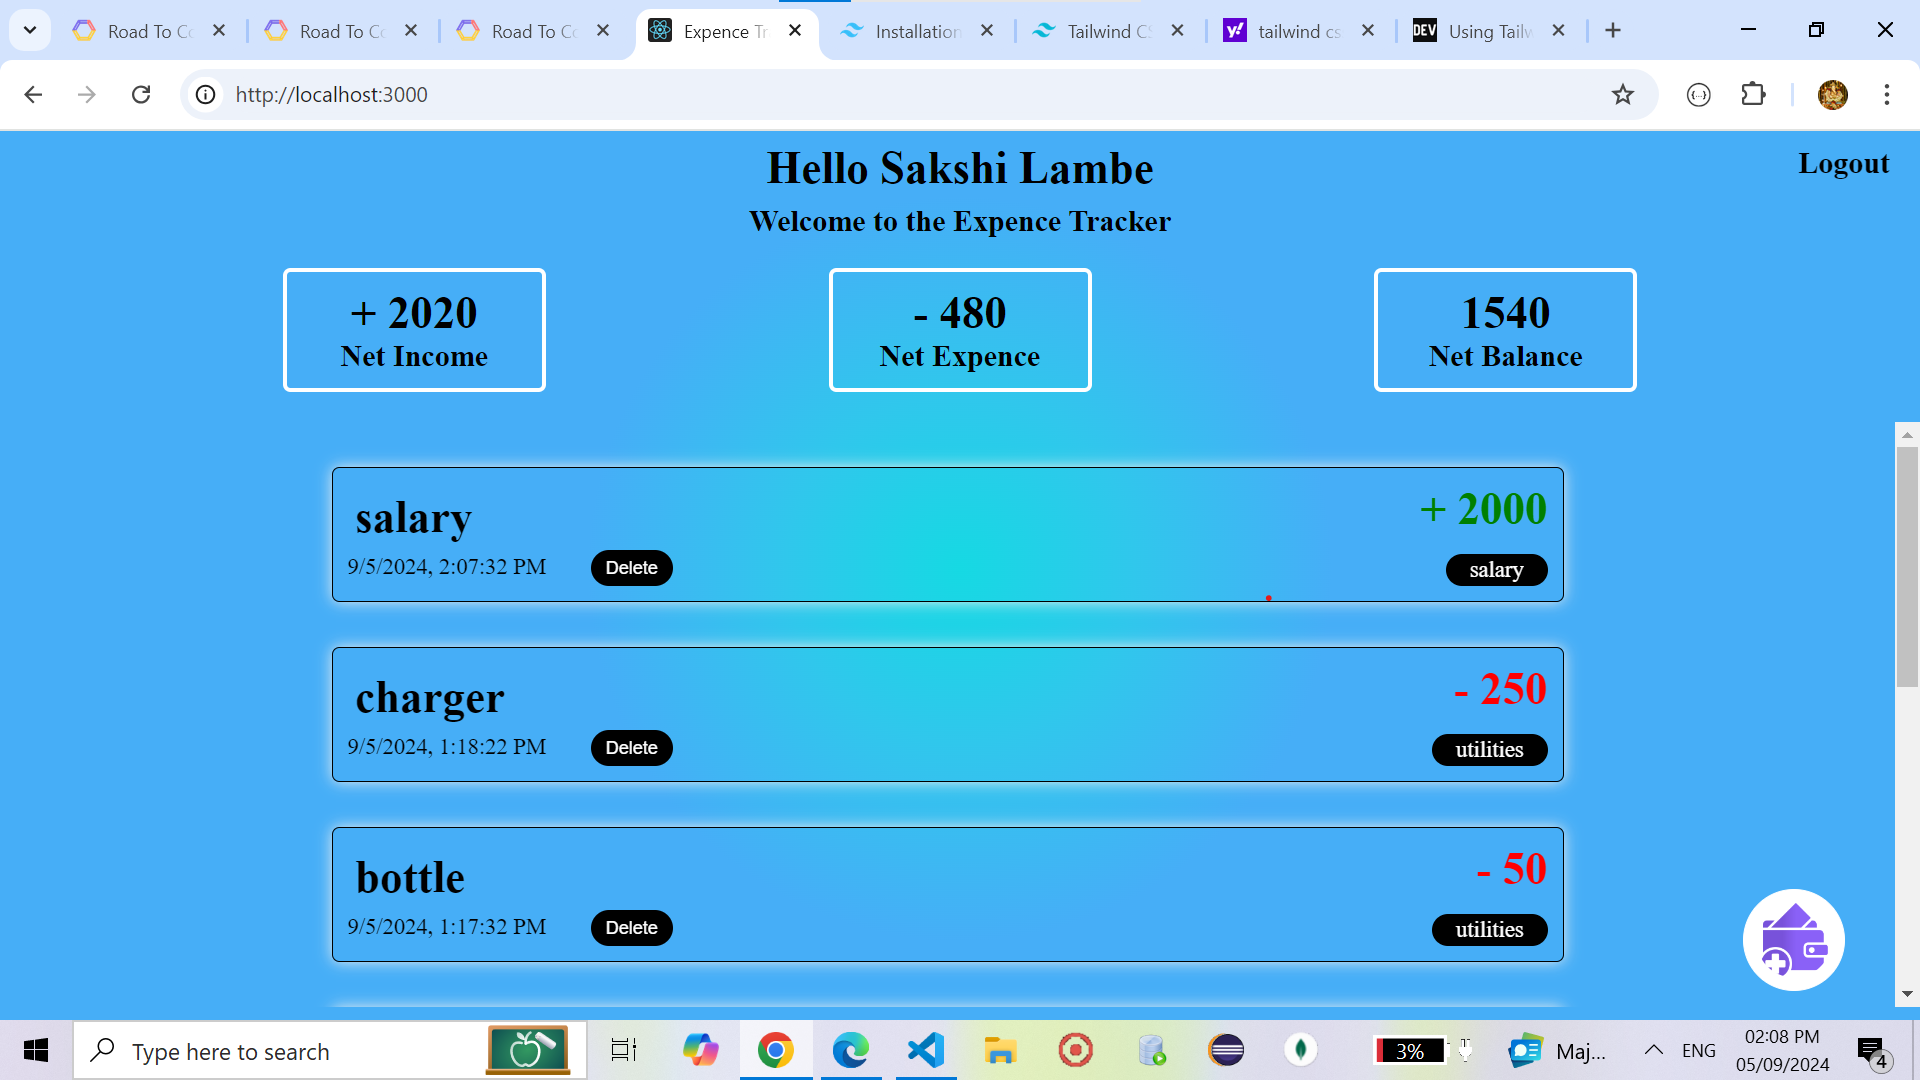 Road To Co
Road To Co
Road To Co
Expence Tr
Installation
Tailwind CS
tailwind cs
DEV
Using Tailw
http://localhost:3000
Hello Sakshi Lambe
Logout
Welcome to the Expence Tracker
+ 2020
Net Income
- 480
Net Expence
1540
Net Balance
salary
+ 2000
9/5/2024, 2:07:32 PM
Delete
salary
charger
- 250
9/5/2024, 1:18:22 PM
Delete
utilities
bottle
- 50
9/5/2024, 1:17:32 PM
Delete
utilities
Type here to search
3%
Maj...
ENG
02:08 PM
05/09/2024
4